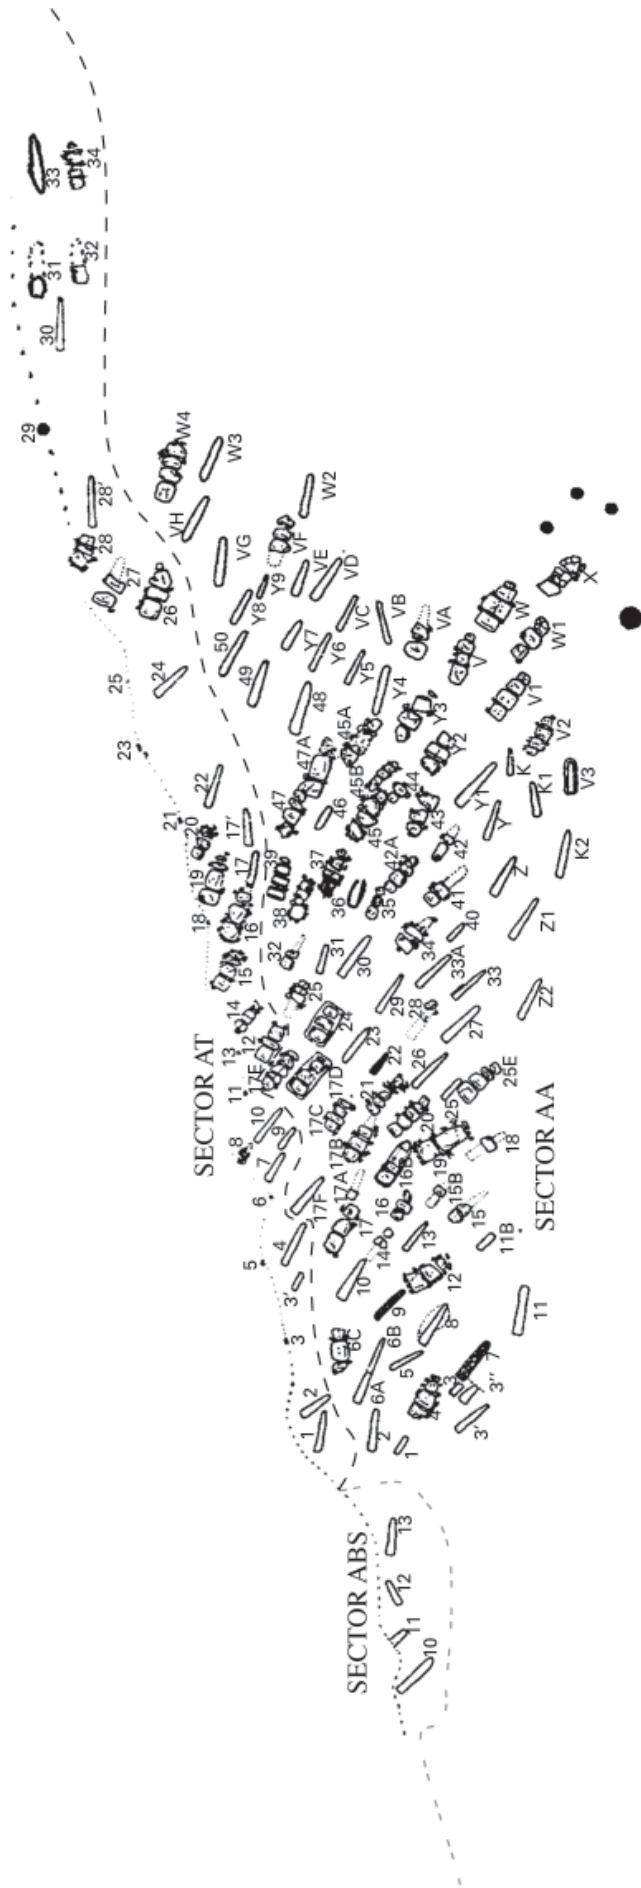 33
34
31
32
30
29
W4
W3
28'
28
VH
W2
27
VG
VF
26
VE
Y9
VD
Y8
25
24
50
Y7
VC
VB
X
Y6
VA
W
23
49
Y5
W1
48
Y4
V
22
45A
Y3
V1
47A
Y2
V2
21
17'
45B
44
K
20
47
46
Y1
K1
V3
19
17
39
45
43
Y
37
42
K2
18
16
38
42A
36
35
41
Z
15
32
31
34
40
Z1
30
33A
14
25
29
33
Z2
SECTOR AT
13
12
24
28
27
23
11
17E
22
26
17D
21
25E
10
17C
25
9
20
8
17B
19
18
7
16B
SECTOR AA
17A
16
15B
6
17F
15
17
14
13
11B
4
5
10
12
3'
9
11
8
3
6C
6B
7
5
3
3"
2
6A
4
1
2
3'
1
SECTOR ABS
13
12
11
10